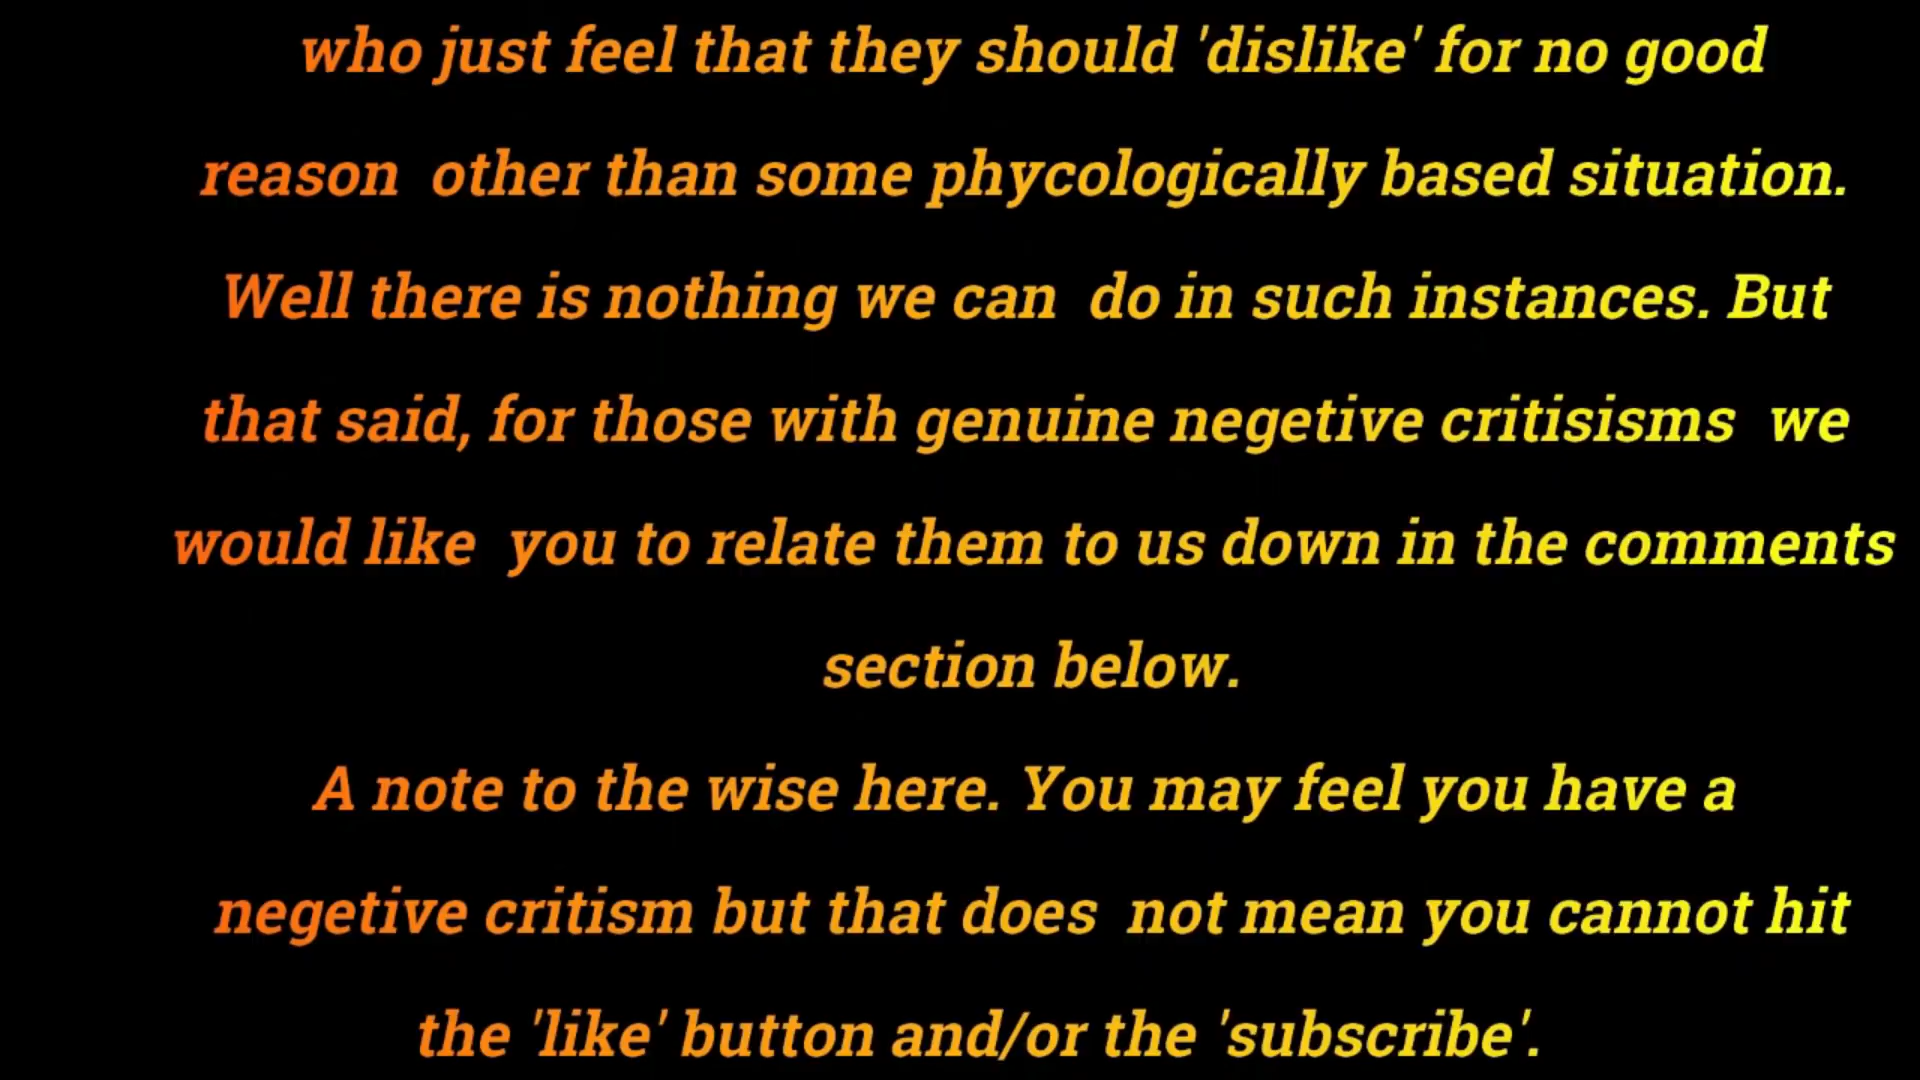 who just feel that they should 'dislike' for no good
reason other than some phycologically based situation.
Well there is nothing we can do in such instances. But
that said, for those with genuine negetive critisisms we
would like you to relate them to us down in the comments
section below.
A note to the wise here. You may feel you have a
negetive critism but that does not mean you cannot hit
the 'like' button and/or the 'subscribe'.